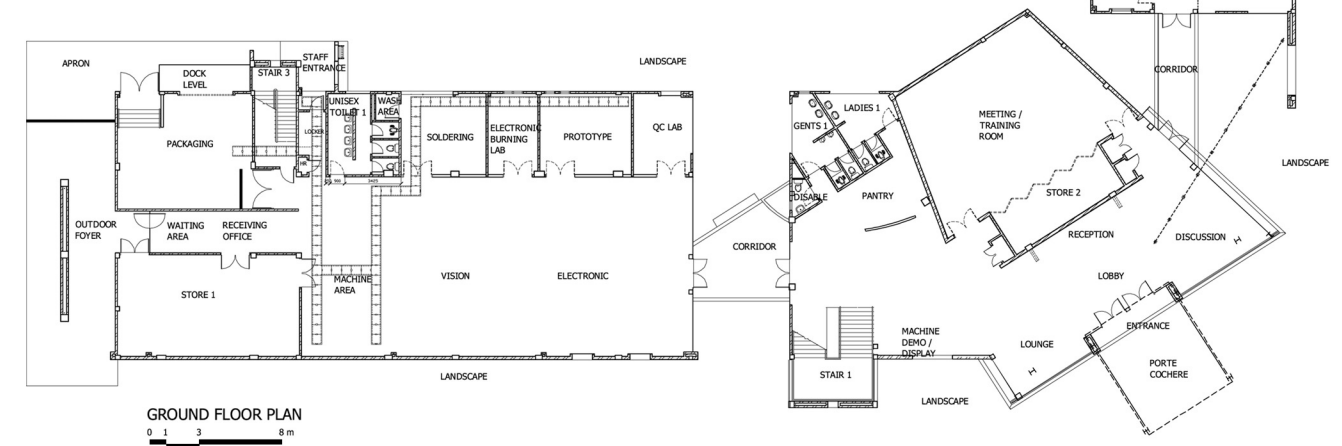 APRON
DOCK
LEVEL
STAIR 3
STAFF
ENTRANCE
LANDSCAPE
UNISEX
TOILET 1
WASH
AREA
LOCKER
HR
SOLDERING
ELECTRONIC
BURNING
LAB
PROTOTYPE
QC LAB
PACKAGING
500
2425
OUTDOOR
FOYER
WAITING
AREA
RECEIVING
OFFICE
STORE 1
MACHINE
AREA
VISION
ELECTRONIC
LANDSCAPE
CORRIDOR
GENTS 1
LADIES 1
DISABLE
PANTRY
MEETING /
TRAINING
ROOM
STORE 2
CORRIDOR
LANDSCAPE
RECEPTION
DISCUSSION
LOBBY
ENTRANCE
MACHINE
DEMO /
DISPLAY
LOUNGE
PORTE
COCHERE
STAIR 1
LANDSCAPE
GROUND FLOOR PLAN
0 1 3 8 m